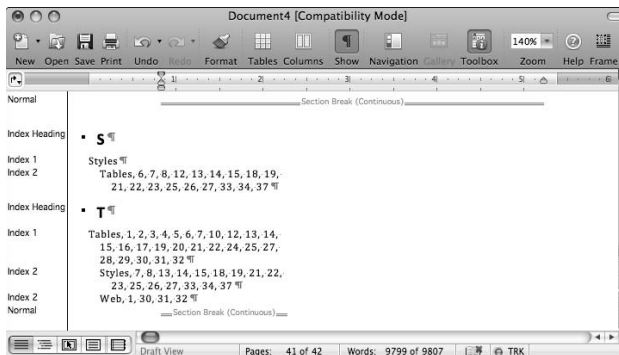 Document4 [Compatibility Mode]
140%
New Open Save Print Undo Redo Format Tables Columns Show Navigation Gallery Toolbox Zoom Help Frame
1 2 3 4 5 6
Normal Section Break (Continuous)
Index Heading S ¶
Index 1 Styles ¶
Index 2 Tables, 6, 7, 8, 12, 13, 14, 15, 18, 19,
21, 22, 23, 25, 26, 27, 33, 34, 37 ¶
Index Heading T ¶
Index 1 Tables, 1, 2, 3, 4, 5, 6, 7, 10, 12, 13, 14,
15, 16, 17, 19, 20, 21, 22, 24, 25, 27,
28, 29, 30, 31, 32 ¶
Index 2 Styles, 7, 8, 13, 14, 15, 18, 19, 21, 22,
23, 25, 26, 27, 33, 34, 37 ¶
Index 2 Web, 1, 30, 31, 32 ¶
Normal Section Break (Continuous)
Draft View Pages: 41 of 42 Words: 9799 of 9807 TRK